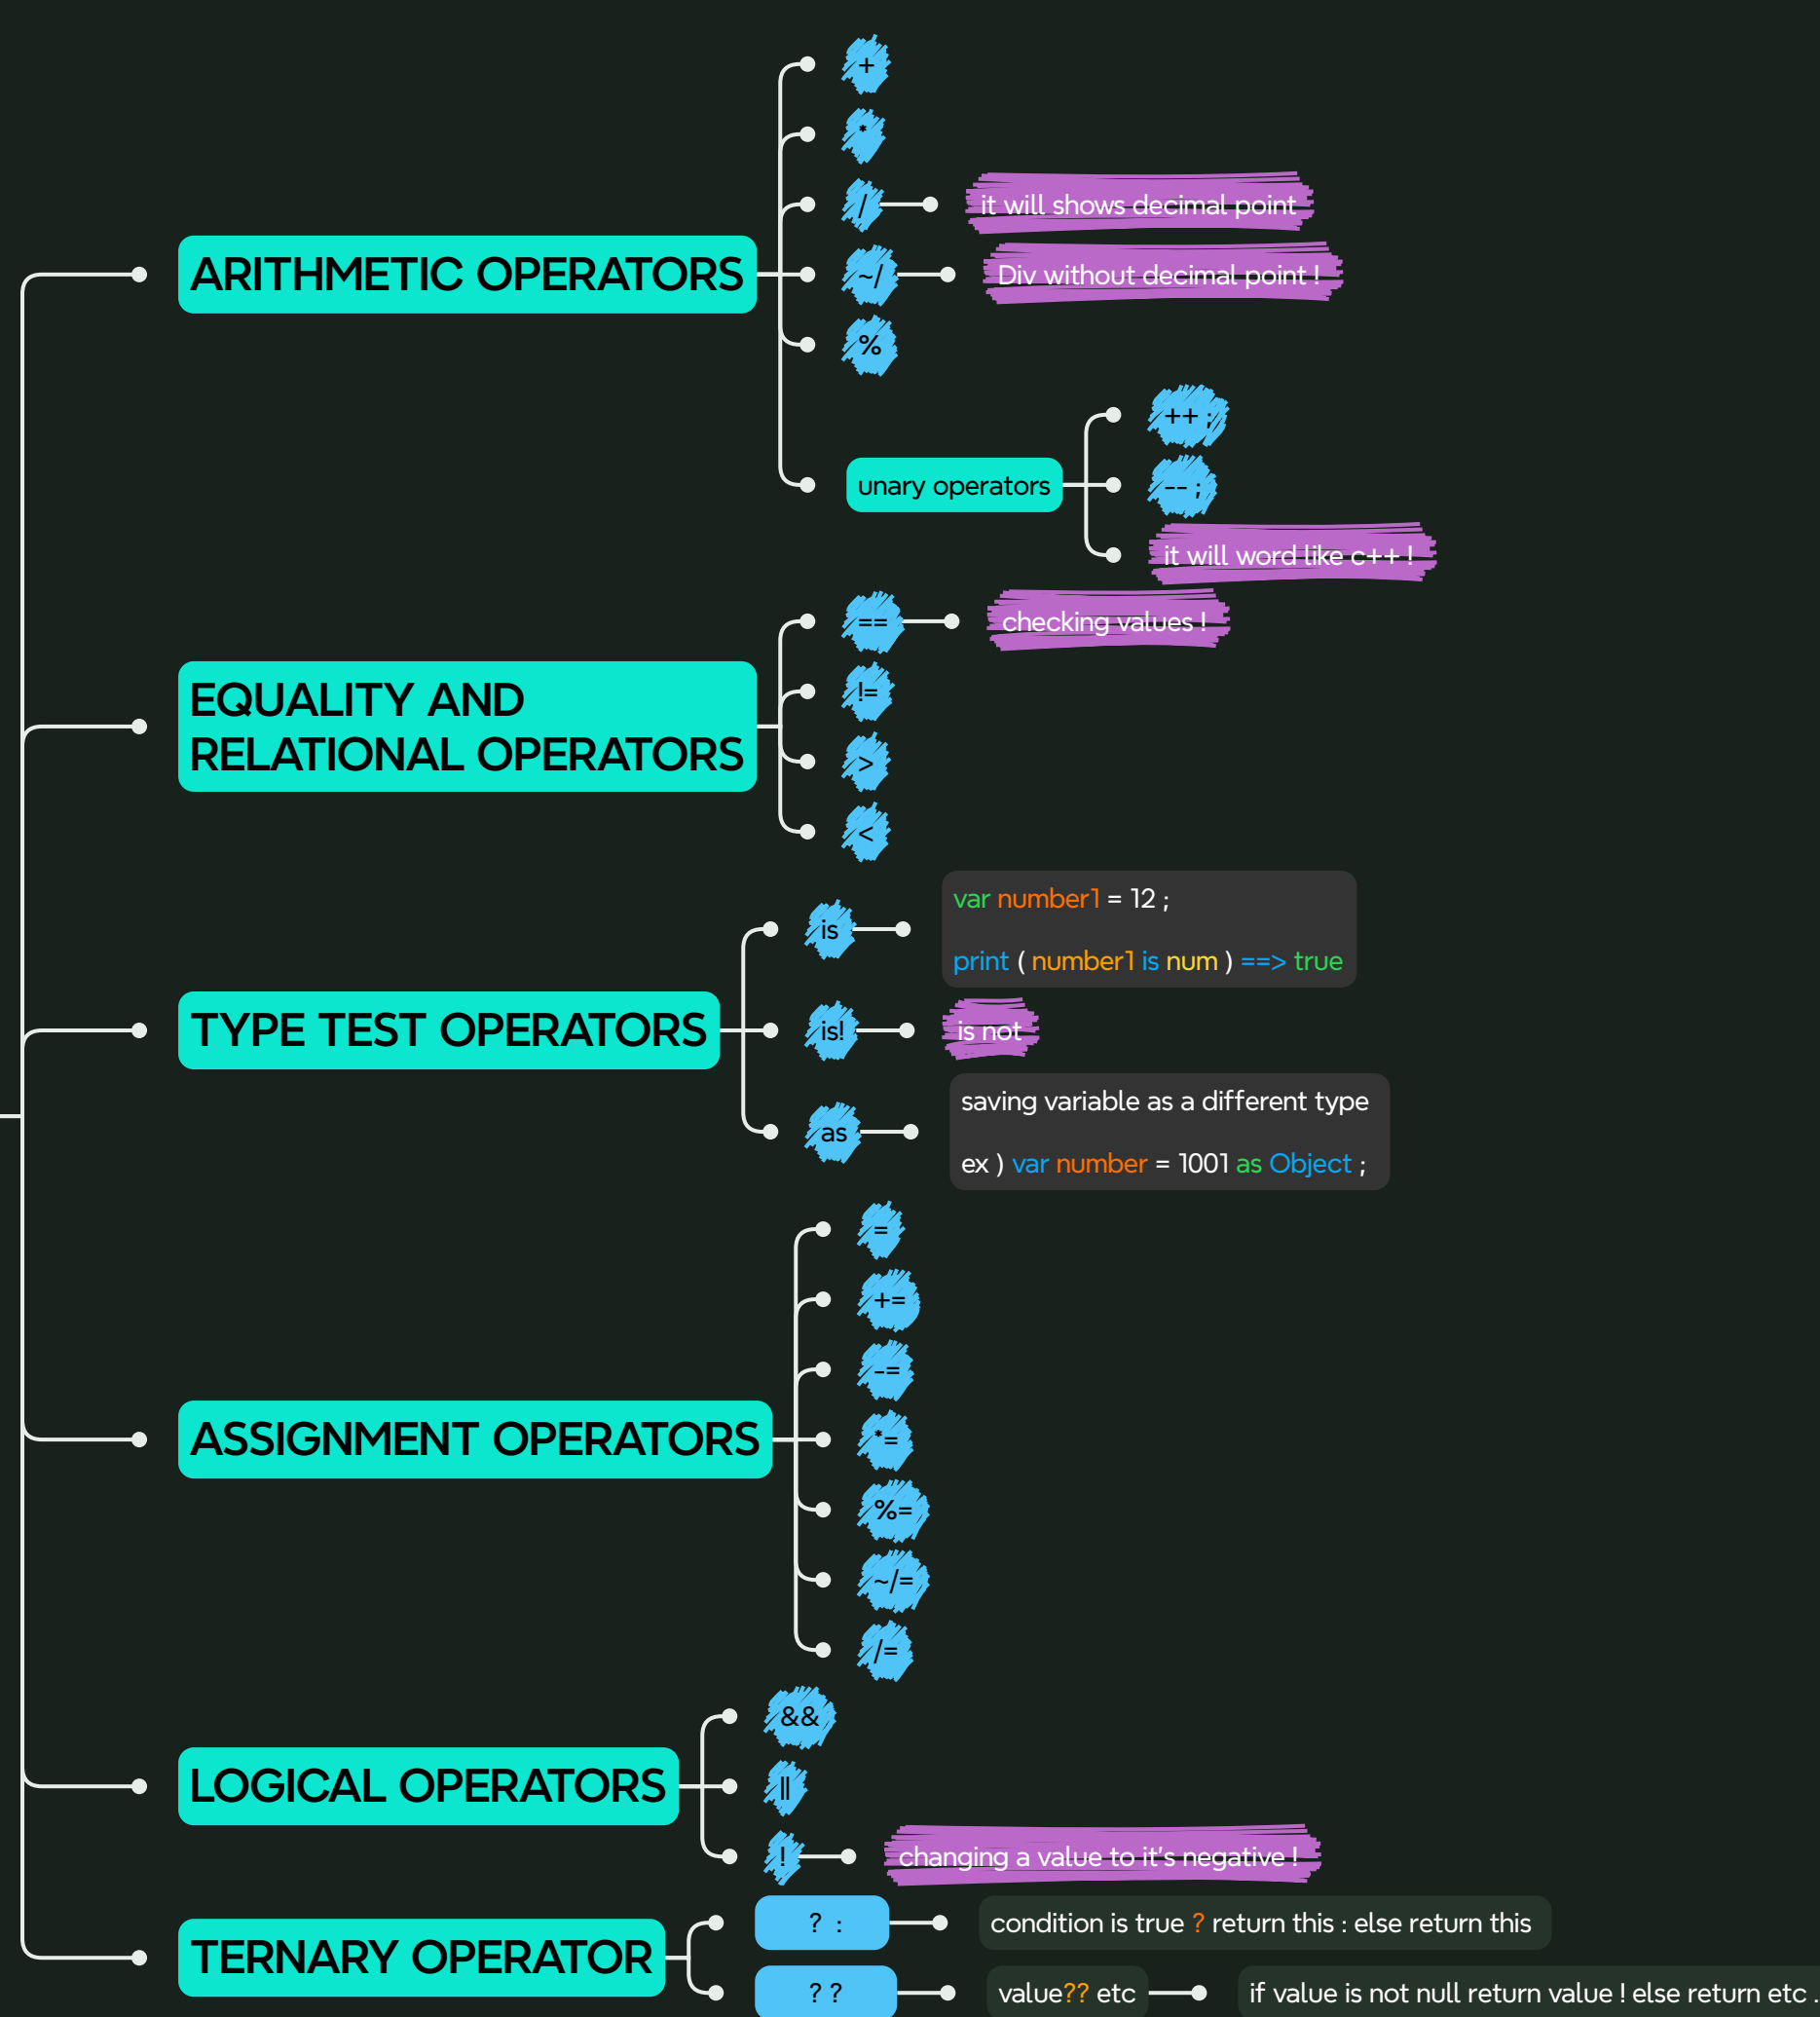 +
*
/
it will shows decimal point
ARITHMETIC OPERATORS
~/
Div without decimal point !
%
unary operators
++ ;
-- ;
it will word like c++ !
EQUALITY AND
RELATIONAL OPERATORS
==
checking values !
!=
>
<
TYPE TEST OPERATORS
is
var number1 = 12 ;
print ( number1 is num ) ==> true
is!
is not
as
saving variable as a different type
ex ) var number = 1001 as Object ;
ASSIGNMENT OPERATORS
=
+=
-=
*=
%=
~/=
/=
LOGICAL OPERATORS
&&
||
!
changing a value to it's negative !
TERNARY OPERATOR
? :
condition is true ? return this : else return this
? ?
value?? etc
if value is not null return value ! else return etc .